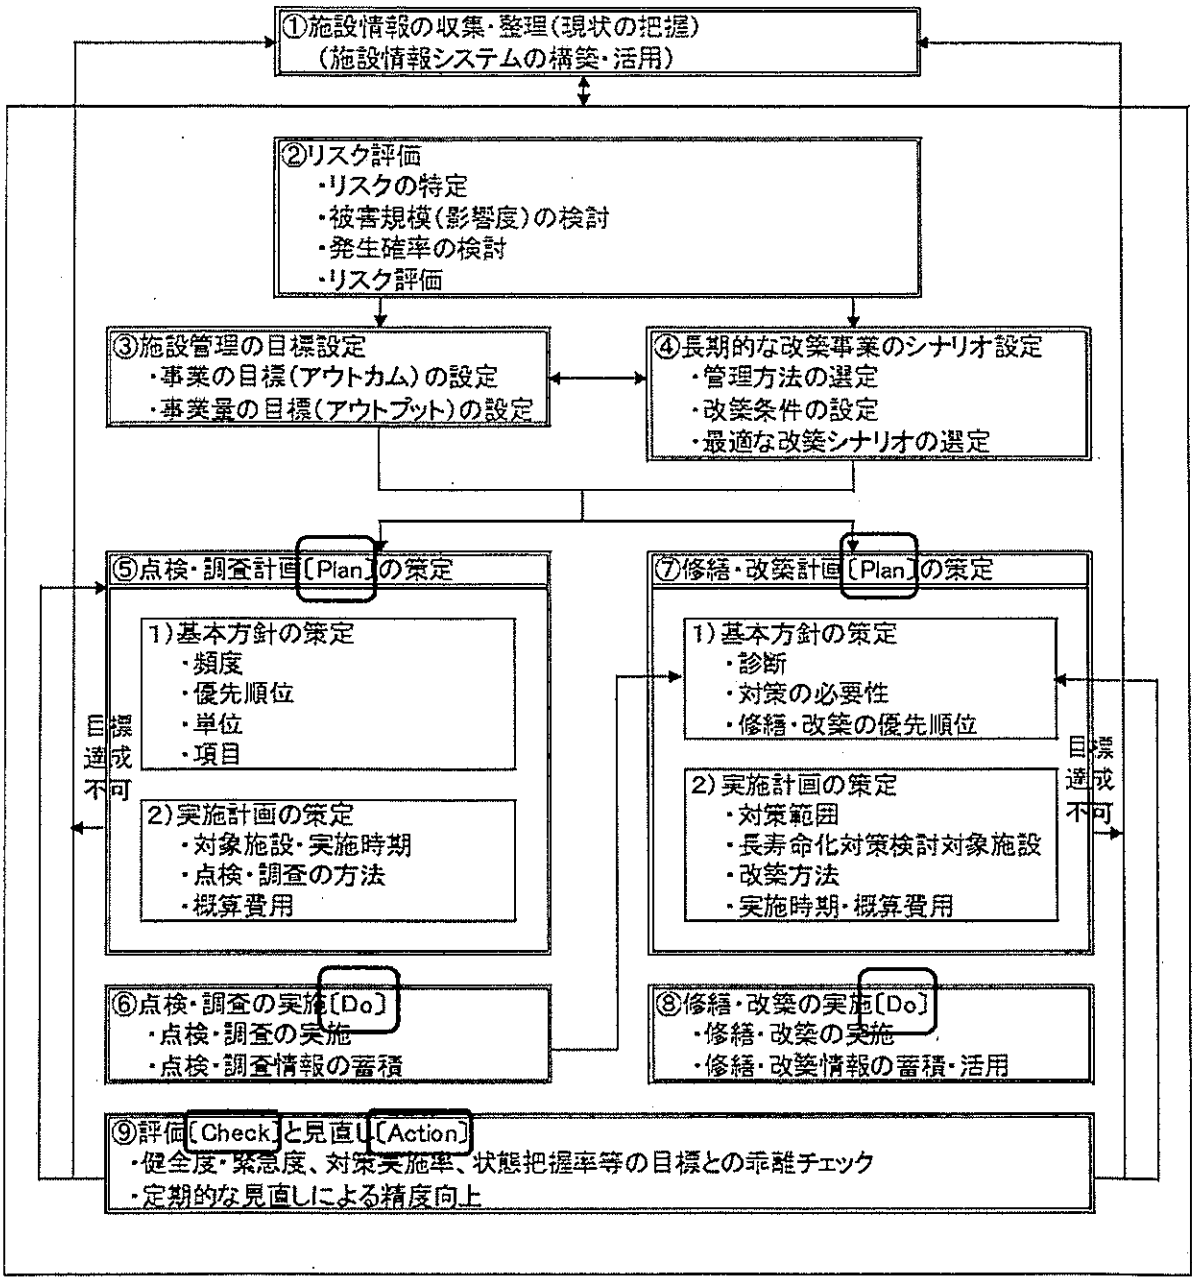 ①施設情報の収集・整理(現状の把握)
(施設情報システムの構築・活用)
②リスク評価
・リスクの特定
・被害規模(影響度)の検討
・発生確率の検討
・リスク評価
③施設管理の目標設定
・事業の目標(アウトカム)の設定
・事業量の目標(アウトプット)の設定
④長期的な改築事業のシナリオ設定
・管理方法の選定
・改築条件の設定
・最適な改築シナリオの選定
⑤点検・調査計画〔Plan〕の策定
1)基本方針の策定
・頻度
・優先順位
・単位
・項目
2)実施計画の策定
・対象施設・実施時期
・点検・調査の方法
・概算費用
目標
達成
不可
⑦修繕・改築計画〔Plan〕の策定
1)基本方針の策定
・診断
・対策の必要性
・修繕・改築の優先順位
2)実施計画の策定
・対策範囲
・長寿命化対策検討対象施設
・改築方法
・実施時期・概算費用
目標
達成
不可
⑥点検・調査の実施〔Do〕
・点検・調査の実施
・点検・調査情報の蓄積
⑧修繕・改築の実施〔Do〕
・修繕・改築の実施
・修繕・改築情報の蓄積・活用
⑨評価〔Check〕と見直し〔Action〕
・健全度・緊急度、対策実施率、状態把握率等の目標との乖離チェック
・定期的な見直しによる精度向上